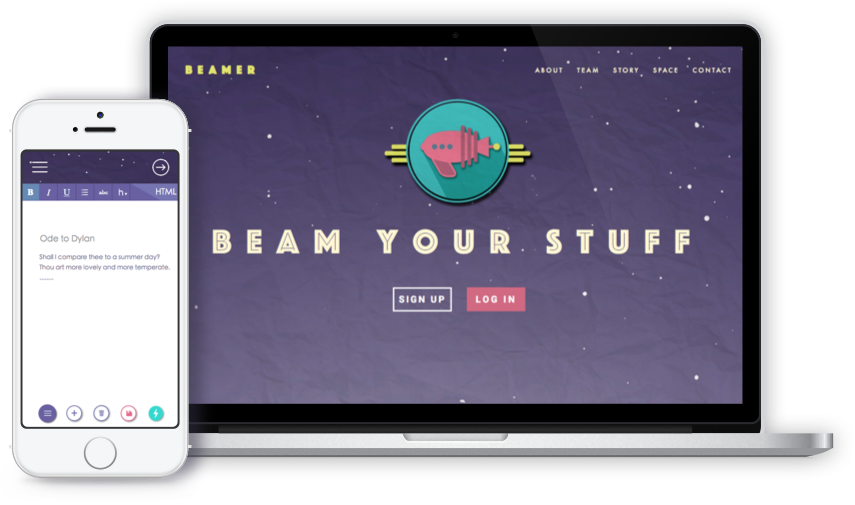 BEAMER
ABOUT TEAM STORY SPACE CONTACT
BEAM YOUR STUFF
SIGN UP LOG IN
B I U abc h+ HTML
Ode to Dylan
Shall I compare thee to a summer day?
Thou art more lovely and more temperate.